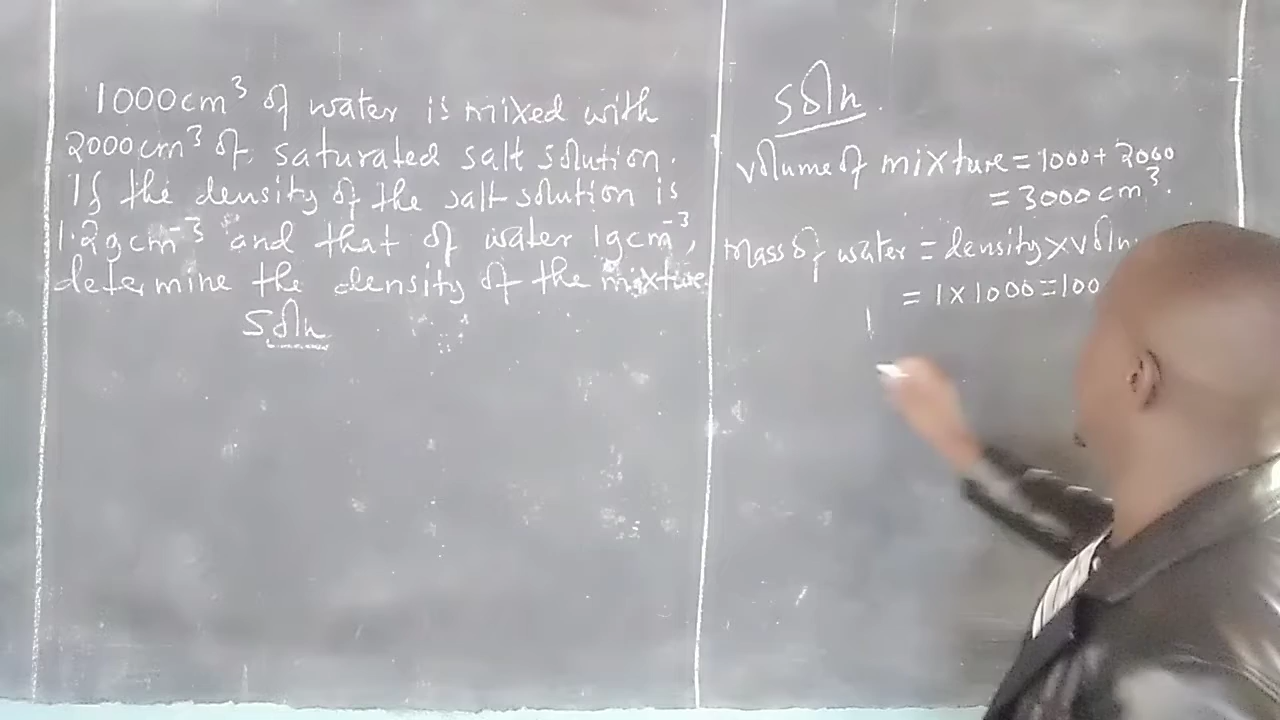 1000cm³ of water is mixed with
2000cm³ of saturated salt solution.
If the density of the salt solution is
1.2gcm⁻³ and that of water 1gcm⁻³,
determine the density of the mixture.
Soln
Soln.
Volume of mixture = 1000 + 2000
= 3000cm³.
Mass of water = density x voln
= 1 x 1000 = 100